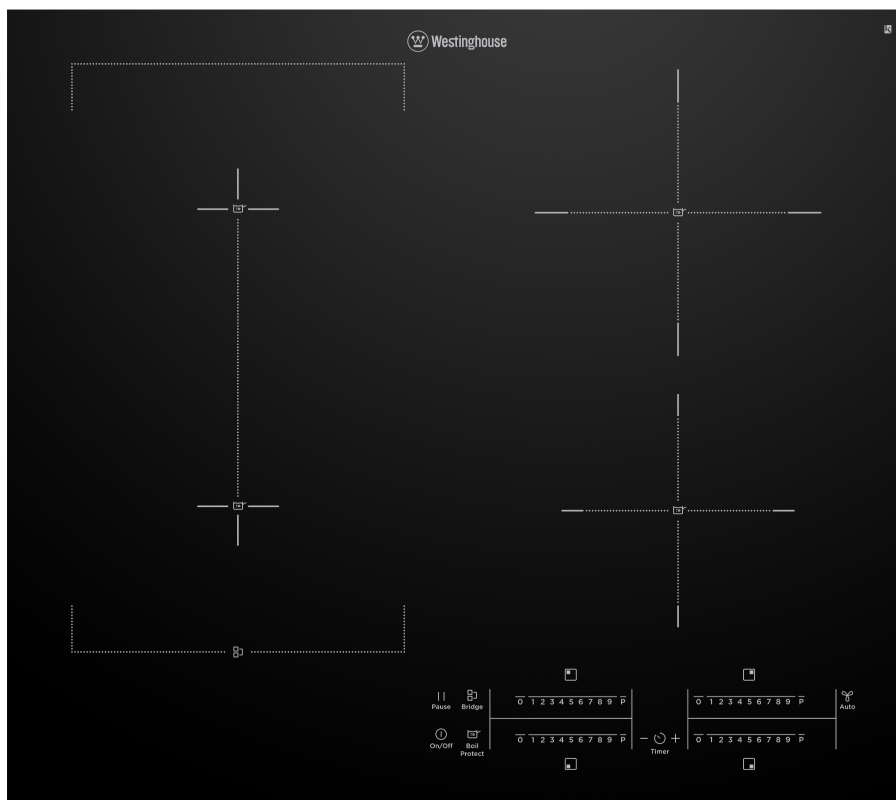 Westinghouse
0 1 2 3 4 5 6 7 8 9 P
0 1 2 3 4 5 6 7 8 9 P
Pause
Bridge
Auto
0 1 2 3 4 5 6 7 8 9 P
0 1 2 3 4 5 6 7 8 9 P
On/Off
Boil
Protect
− +
Timer